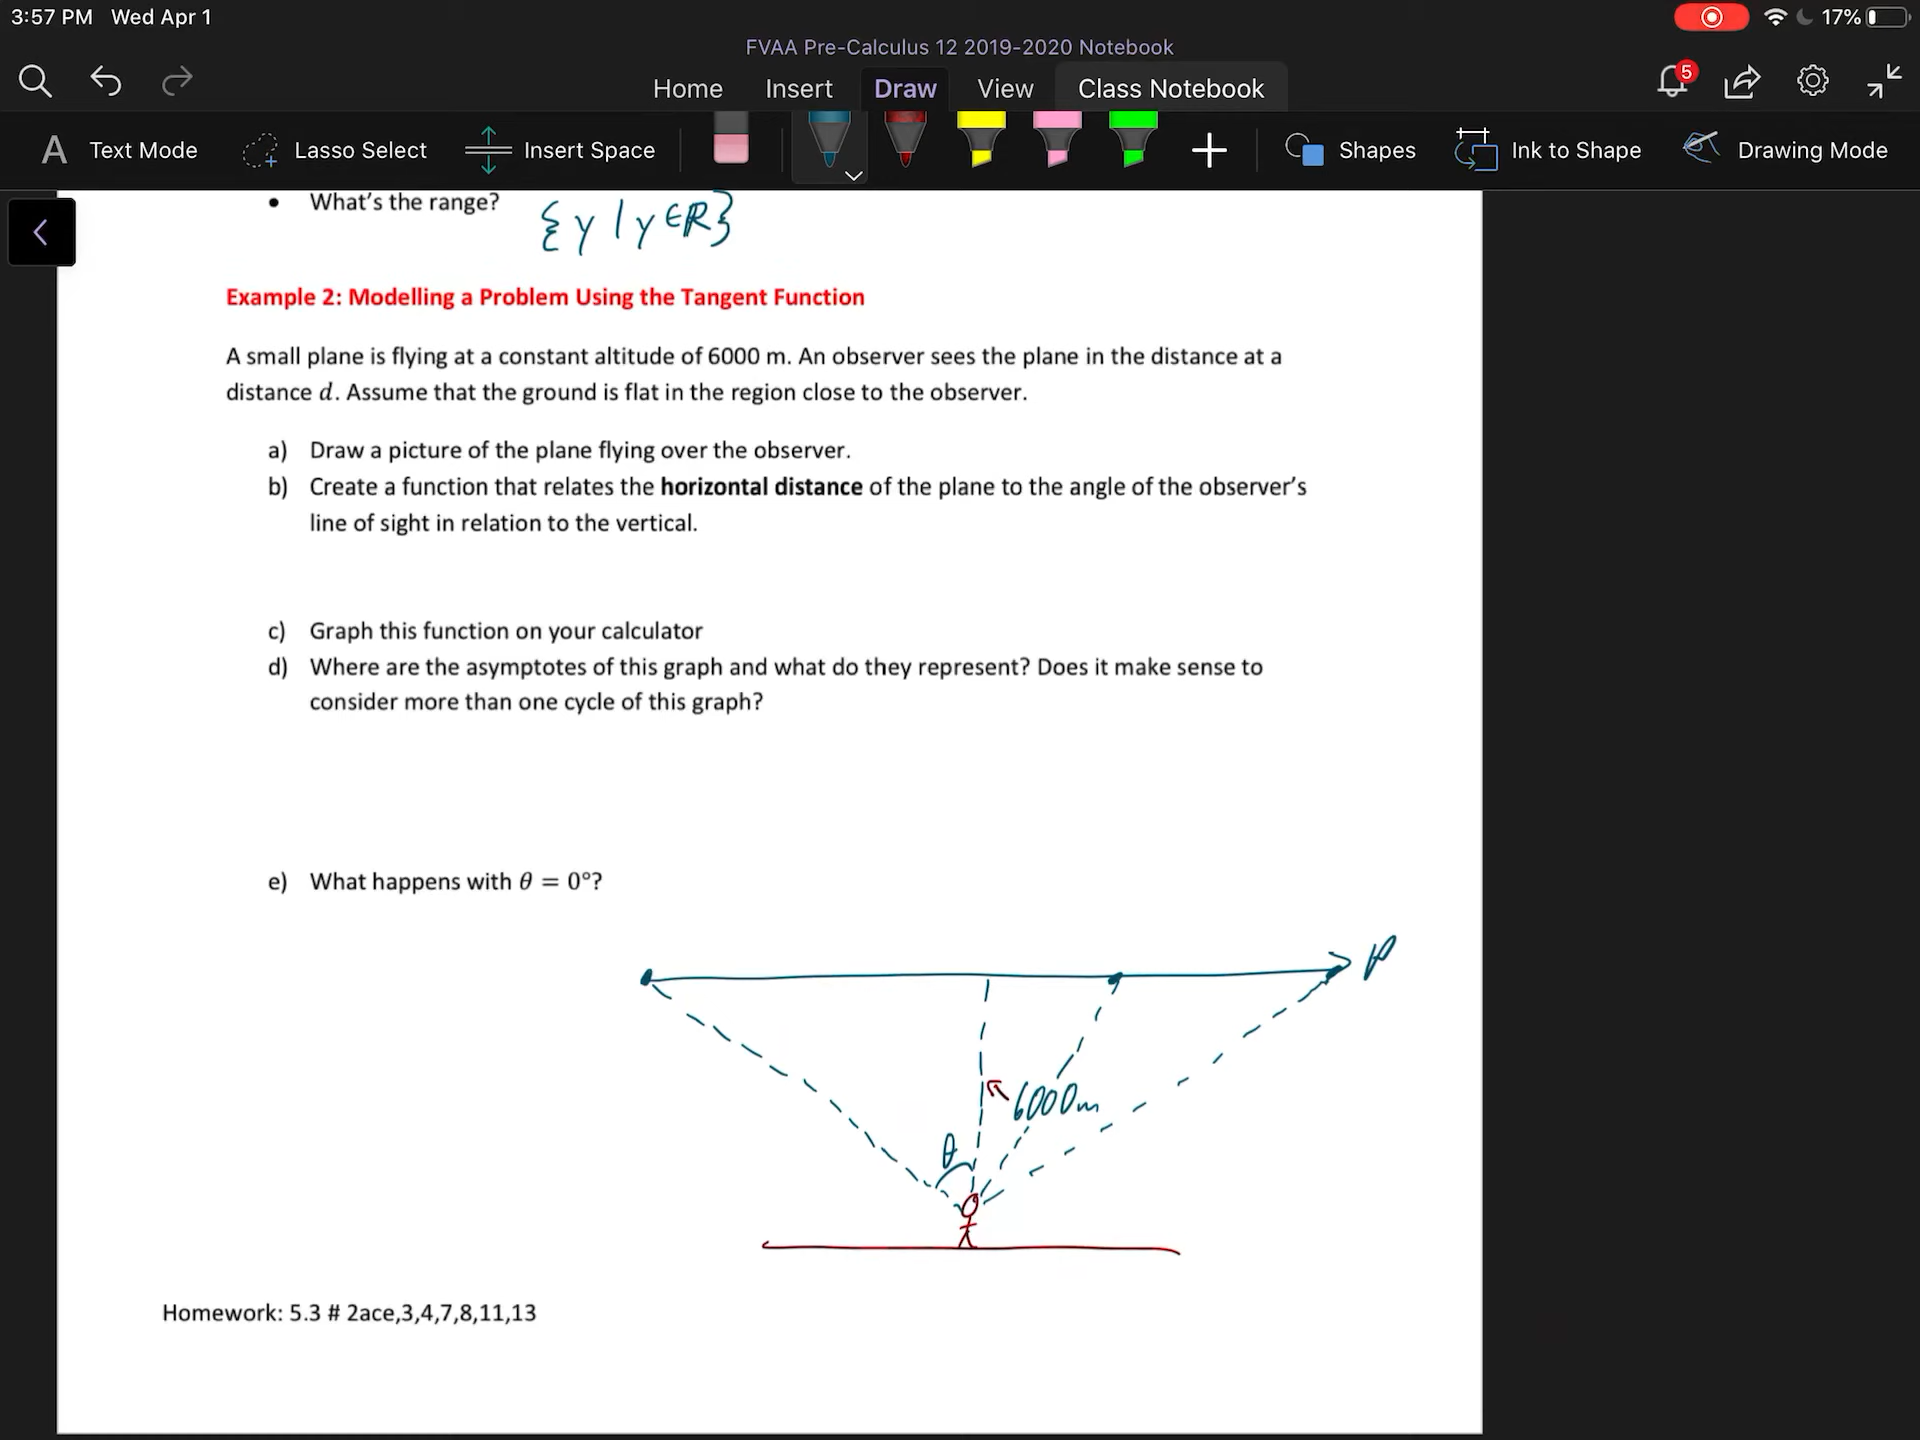 3:57 PM Wed Apr 1
17%
FVAA Pre-Calculus 12 2019-2020 Notebook
Home Insert Draw View Class Notebook
5
A Text Mode Lasso Select Insert Space Shapes Ink to Shape Drawing Mode
• What's the range? {y | y ∈ R}
Example 2: Modelling a Problem Using the Tangent Function
A small plane is flying at a constant altitude of 6000 m. An observer sees the plane in the distance at a
distance d. Assume that the ground is flat in the region close to the observer.
a) Draw a picture of the plane flying over the observer.
b) Create a function that relates the horizontal distance of the plane to the angle of the observer's
line of sight in relation to the vertical.
c) Graph this function on your calculator
d) Where are the asymptotes of this graph and what do they represent? Does it make sense to
consider more than one cycle of this graph?
e) What happens with θ = 0°?
6000m
θ
Homework: 5.3 # 2ace,3,4,7,8,11,13